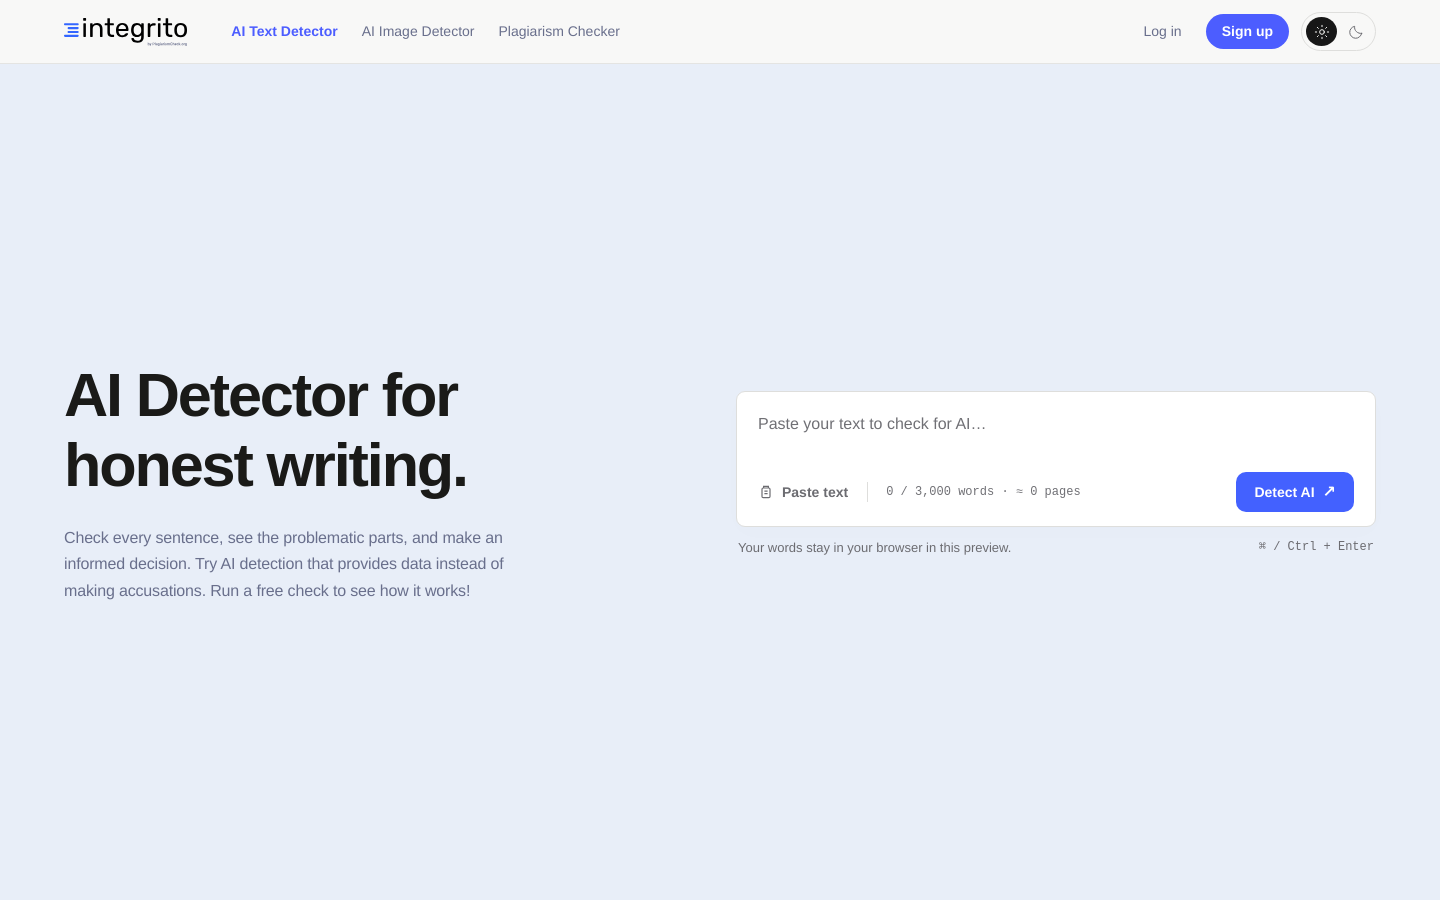 integrito
by PlagiarismCheck.org
AI Text Detector
AI Image Detector
Plagiarism Checker
Log in
Sign up
AI Detector for
honest writing.
Check every sentence, see the problematic parts, and make an
informed decision. Try AI detection that provides data instead of
making accusations. Run a free check to see how it works!
Paste your text to check for AI…
Paste text
0 / 3,000 words · ≈ 0 pages
Detect AI ↗
Your words stay in your browser in this preview.
⌘ / Ctrl + Enter